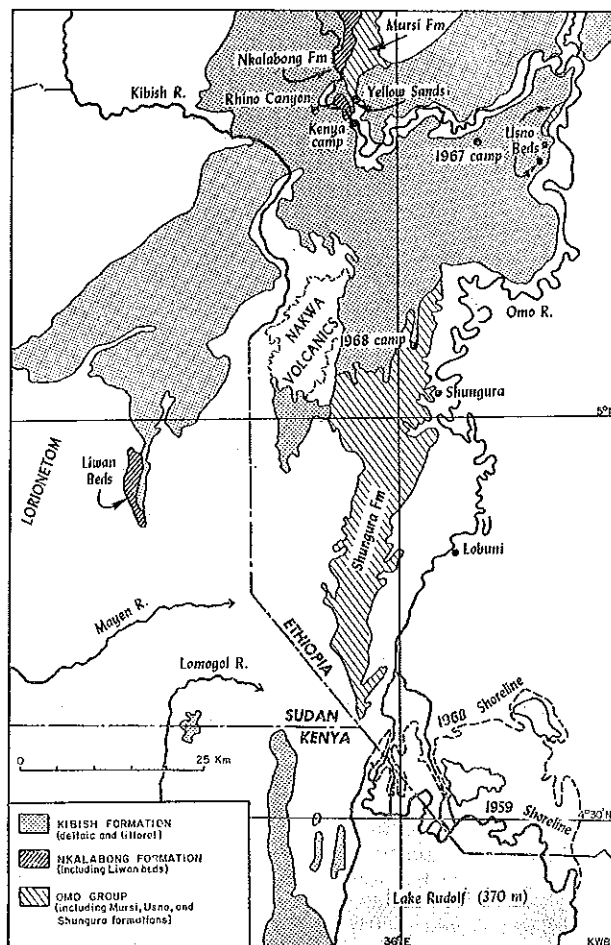 Mursi Fm
Nkalabong Fm
Rhino Canyon
Yellow Sands
Kibish R.
Kenya
camp
1967 camp
Usno
Beds
Omo R.
NAKWA
VOLCANICS
1968 camp
Shungura
5°N
LORIONETOM
Liwan
Beds
Shungura Fm
Lobuni
Mayen R.
ETHIOPIA
Lomogol R.
SUDAN
KENYA
1968 Shoreline
0 25 Km
1959 Shoreline
4°30'N
KIBISH FORMATION
(deltaic and littoral)
NKALABONG FORMATION
(including Liwan beds)
OMO GROUP
(including Mursi, Usno, and
Shungura formations)
Lake Rudolf (370 m)
36°E
KWB